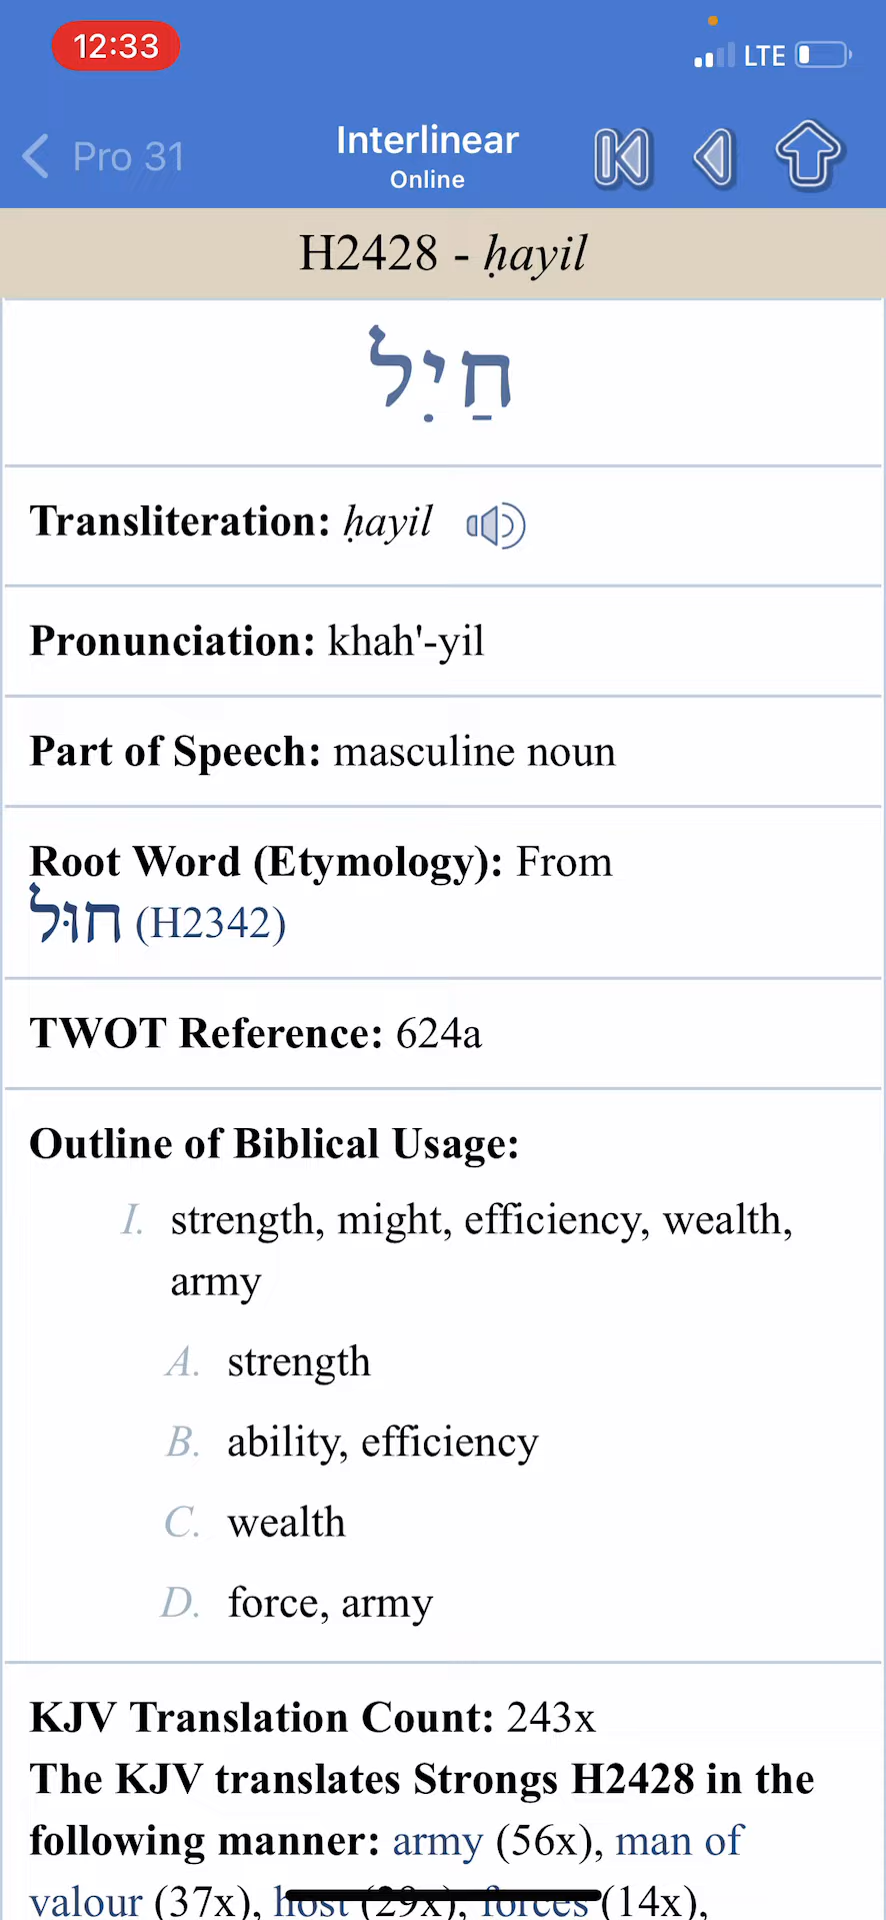 12:33
LTE
Pro 31
Interlinear
Online
H2428 - ḥayil
חַיִל
Transliteration: ḥayil
Pronunciation: khah'-yil
Part of Speech: masculine noun
Root Word (Etymology): From
חוּל (H2342)
TWOT Reference: 624a
Outline of Biblical Usage:
I. strength, might, efficiency, wealth,
army
A. strength
B. ability, efficiency
C. wealth
D. force, army
KJV Translation Count: 243x
The KJV translates Strongs H2428 in the
following manner: army (56x), man of
valour (37x), host (29x), forces (14x),